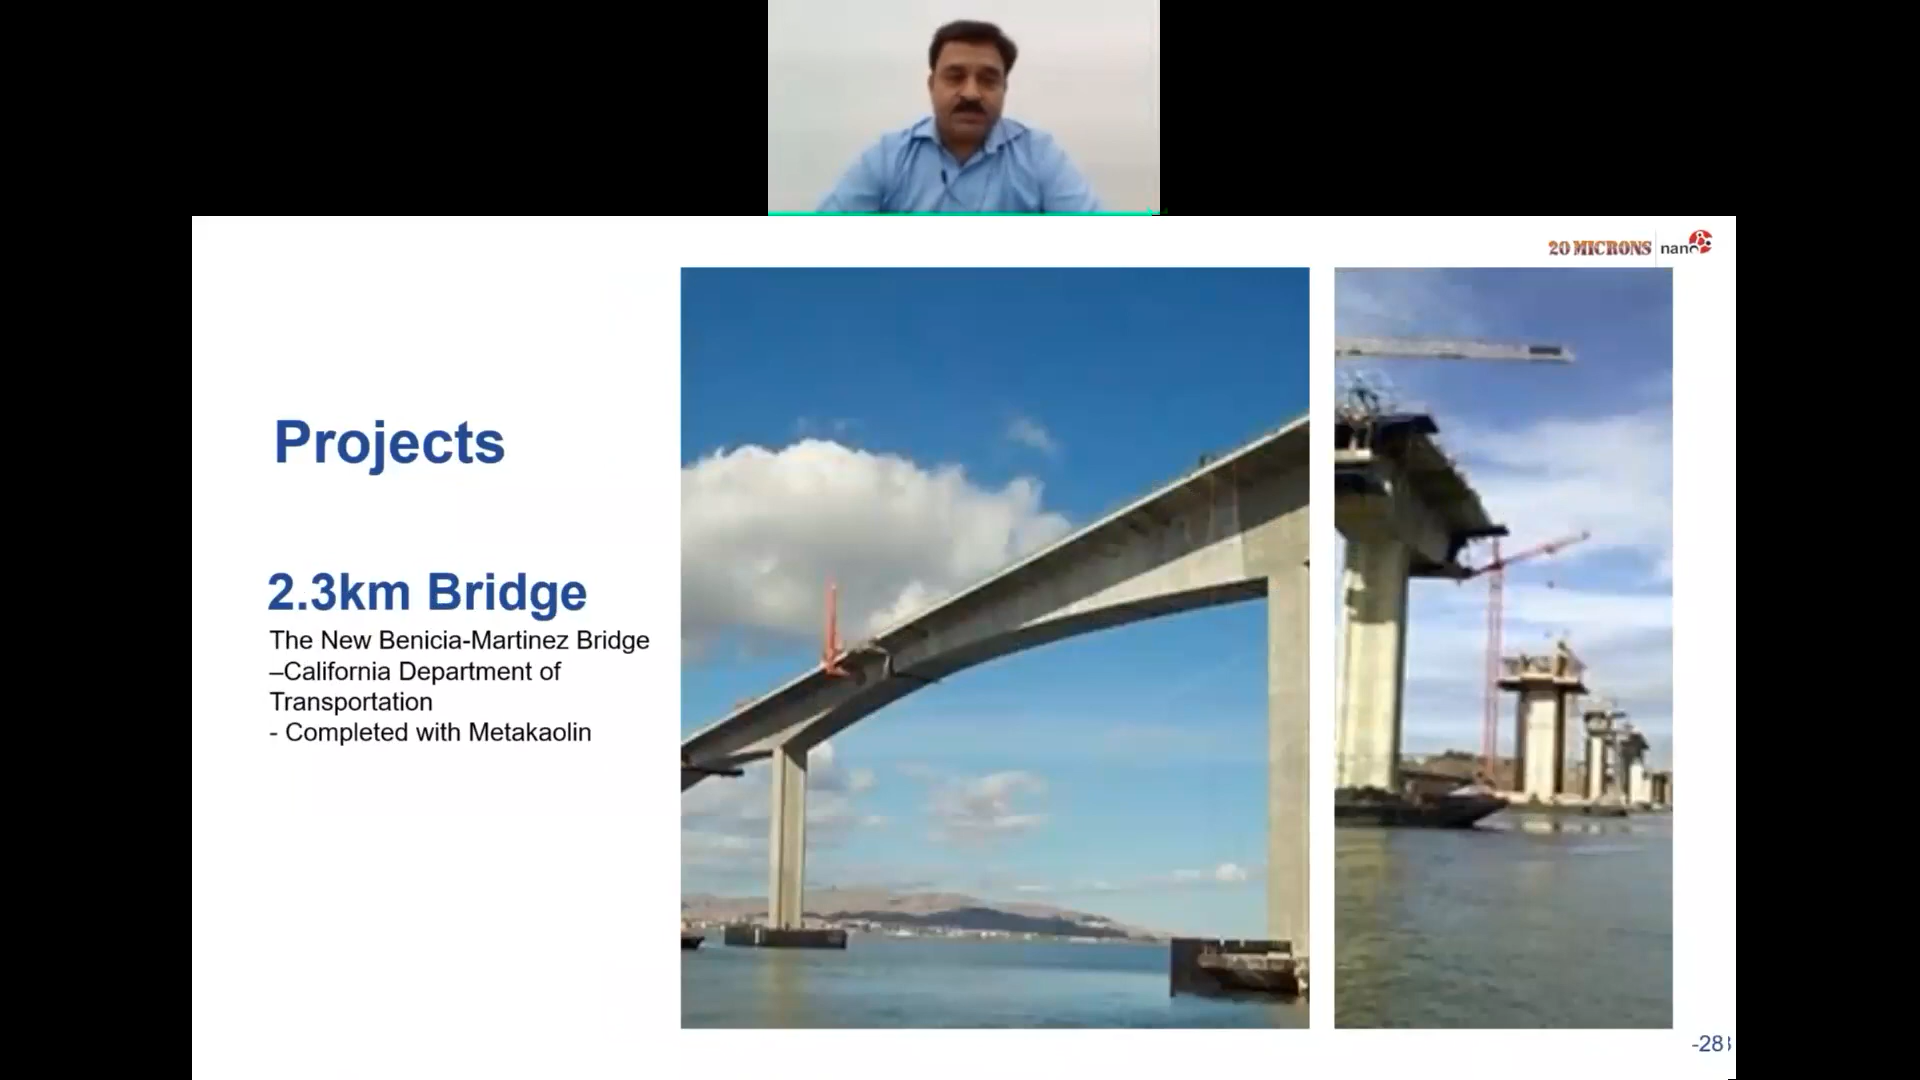 20 MICRONS nano
Projects
2.3km Bridge
The New Benicia-Martinez Bridge
–California Department of
Transportation
- Completed with Metakaolin
-28